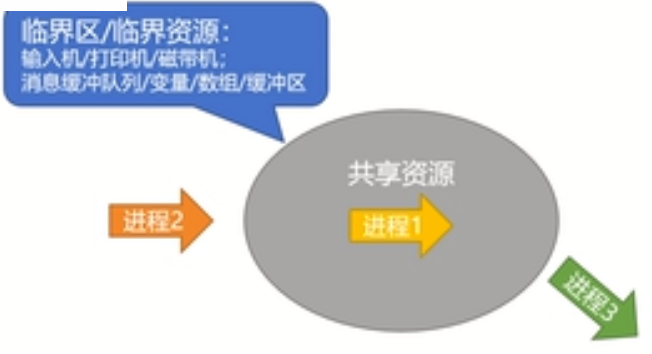 临界区/临界资源:
输入机/打印机/磁带机;
消息缓冲队列/变量/数组/缓冲区
共享资源
进程2
进程1
进程3